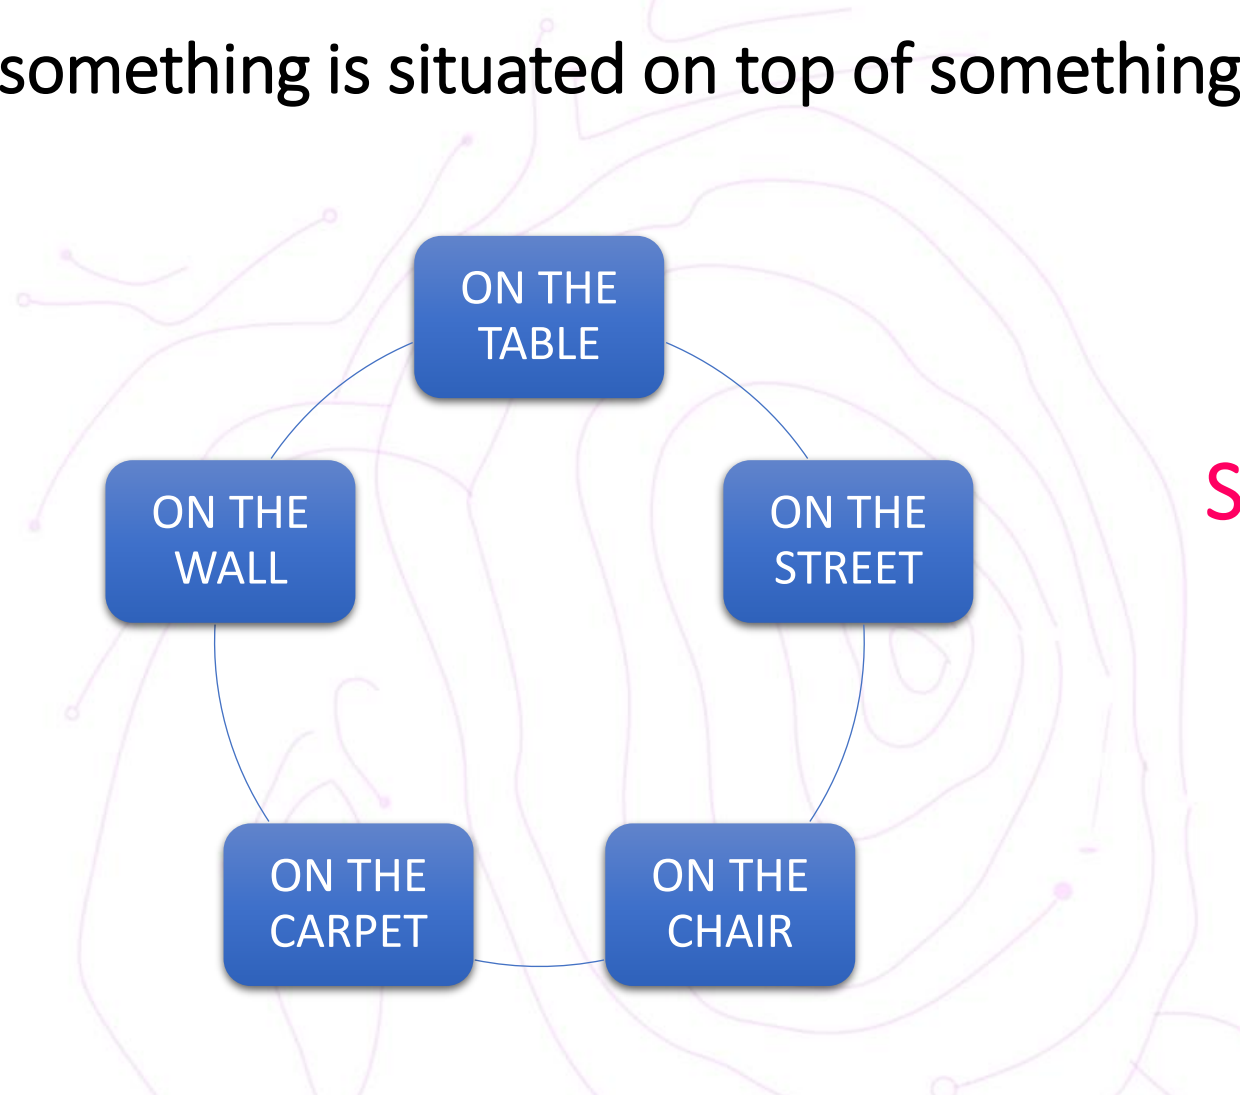 something is situated on top of something
ON THE
TABLE
ON THE
WALL
ON THE
STREET
S
ON THE
CARPET
ON THE
CHAIR